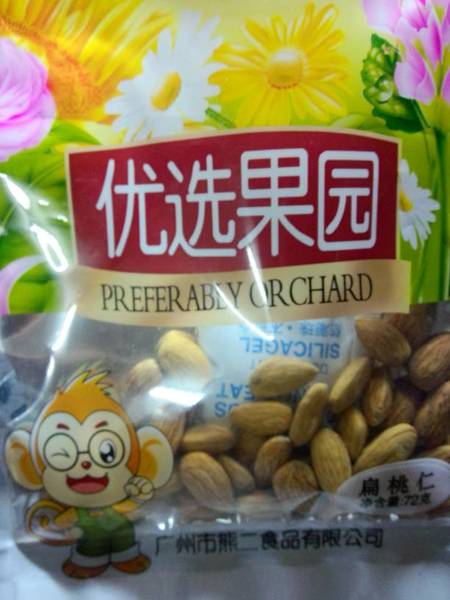 优选果园
PREFERABLY ORCHARD
SILICAGEL
扁桃仁
净含量:72克
广州市熊二食品有限公司